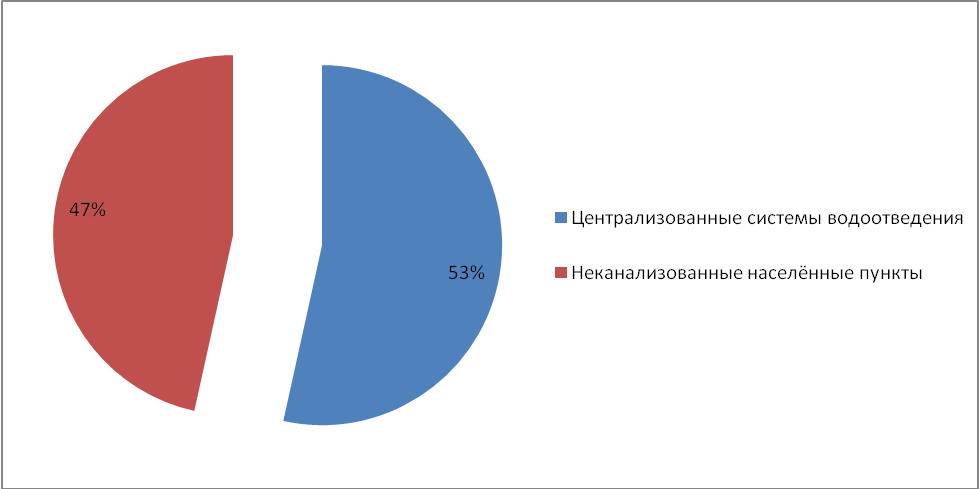 47%
53%
Централизованные системы водоотведения
Неканализованные населённые пункты